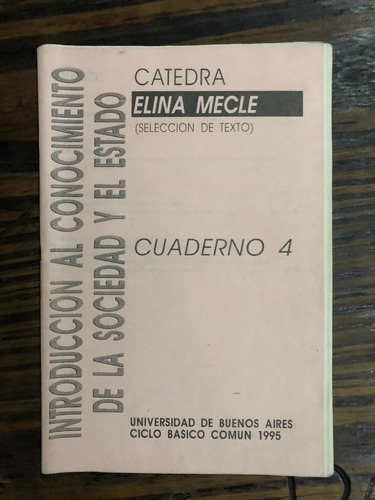 INTRODUCCION AL CONOCIMIENTO
DE LA SOCIEDAD Y EL ESTADO
CATEDRA
ELINA MECLE
(SELECCION DE TEXTO)
CUADERNO 4
UNIVERSIDAD DE BUENOS AIRES
CICLO BASICO COMUN 1995